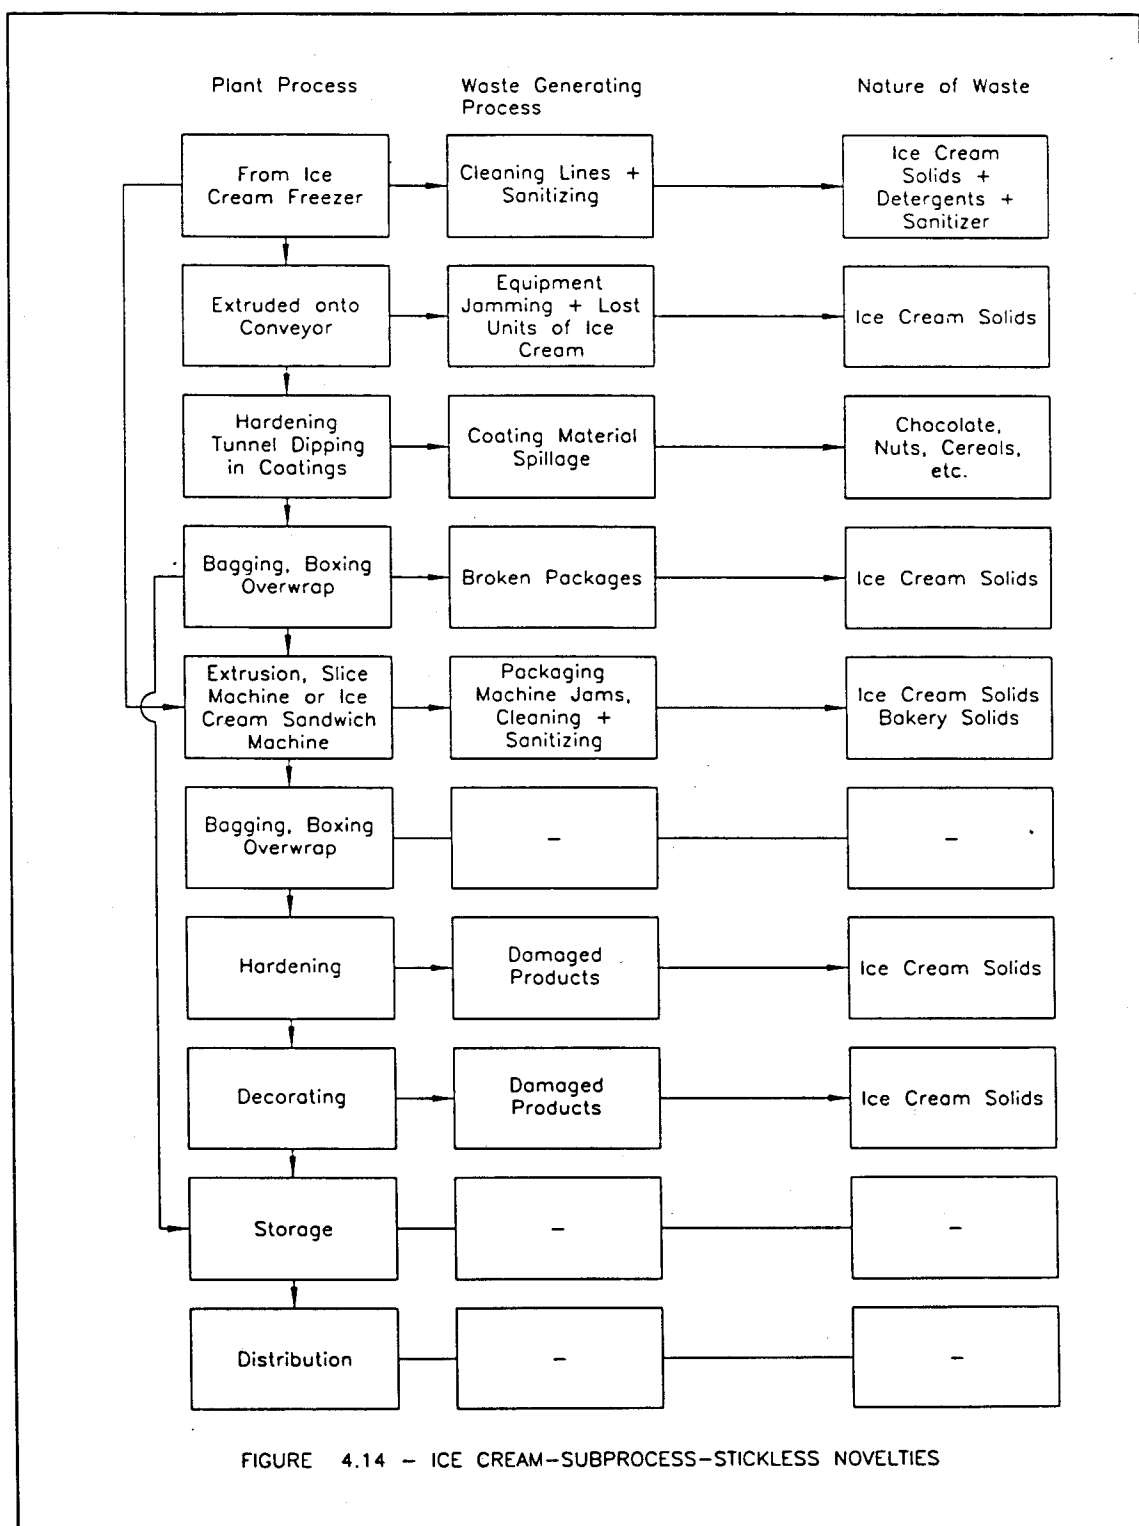 Plant Process
Waste Generating
Process
Nature of Waste
From Ice
Cream Freezer
Cleaning Lines +
Sanitizing
Ice Cream
Solids +
Detergents +
Sanitizer
Extruded onto
Conveyor
Equipment
Jamming + Lost
Units of Ice
Cream
Ice Cream Solids
Hardening
Tunnel Dipping
in Coatings
Coating Material
Spillage
Chocolate,
Nuts, Cereals,
etc.
Bagging, Boxing
Overwrap
Broken Packages
Ice Cream Solids
Extrusion, Slice
Machine or Ice
Cream Sandwich
Machine
Packaging
Machine Jams,
Cleaning +
Sanitizing
Ice Cream Solids
Bakery Solids
Bagging, Boxing
Overwrap
–
–
Hardening
Damaged
Products
Ice Cream Solids
Decorating
Damaged
Products
Ice Cream Solids
Storage
–
–
Distribution
–
–
FIGURE 4.14 – ICE CREAM–SUBPROCESS–STICKLESS NOVELTIES